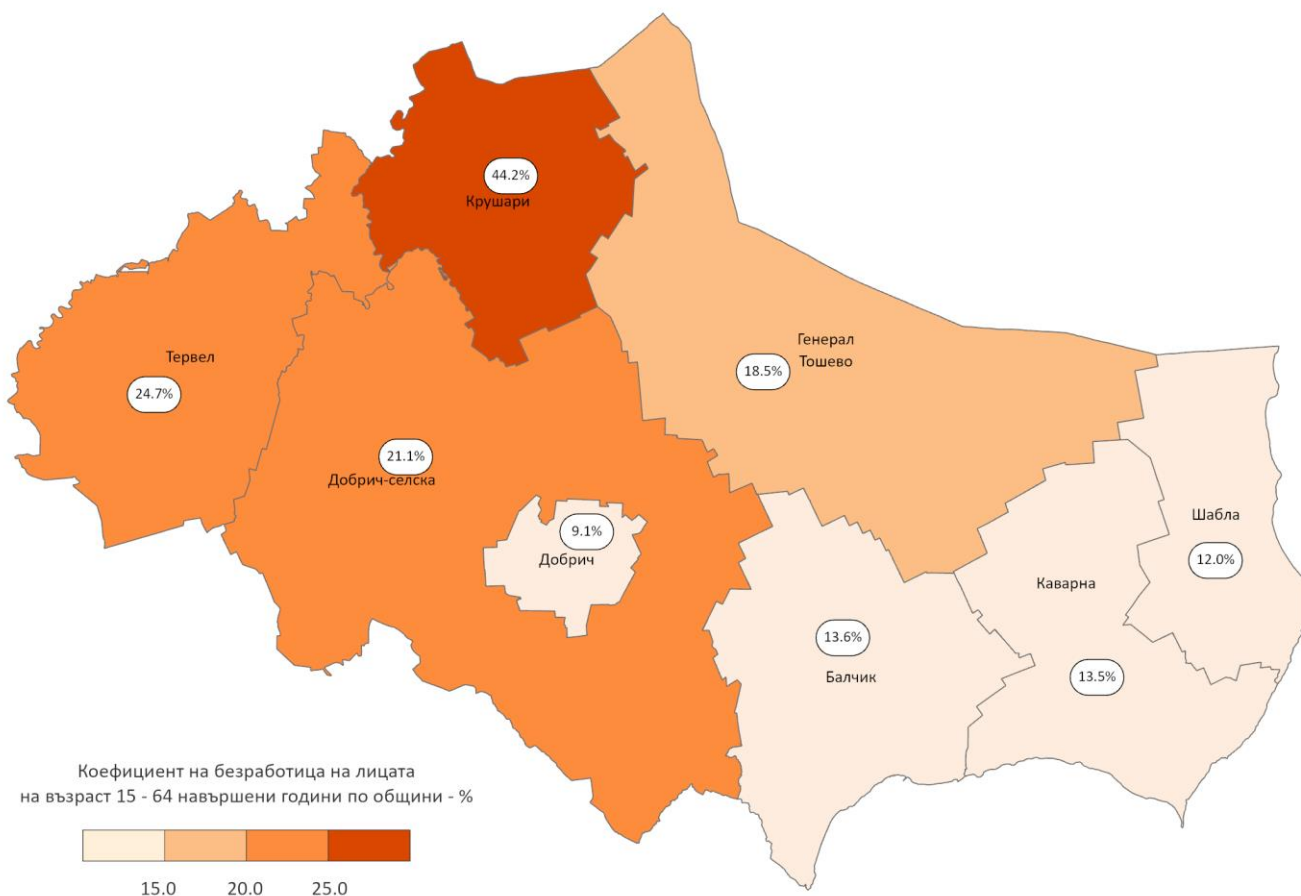 44.2%
Крушари
Тервел
24.7%
Генерал
Тошево
18.5%
21.1%
Добрич-селска
9.1%
Добрич
Шабла
12.0%
Каварна
13.5%
13.6%
Балчик
Коефициент на безработица на лицата
на възраст 15 - 64 навършени години по общини - %
15.0 20.0 25.0